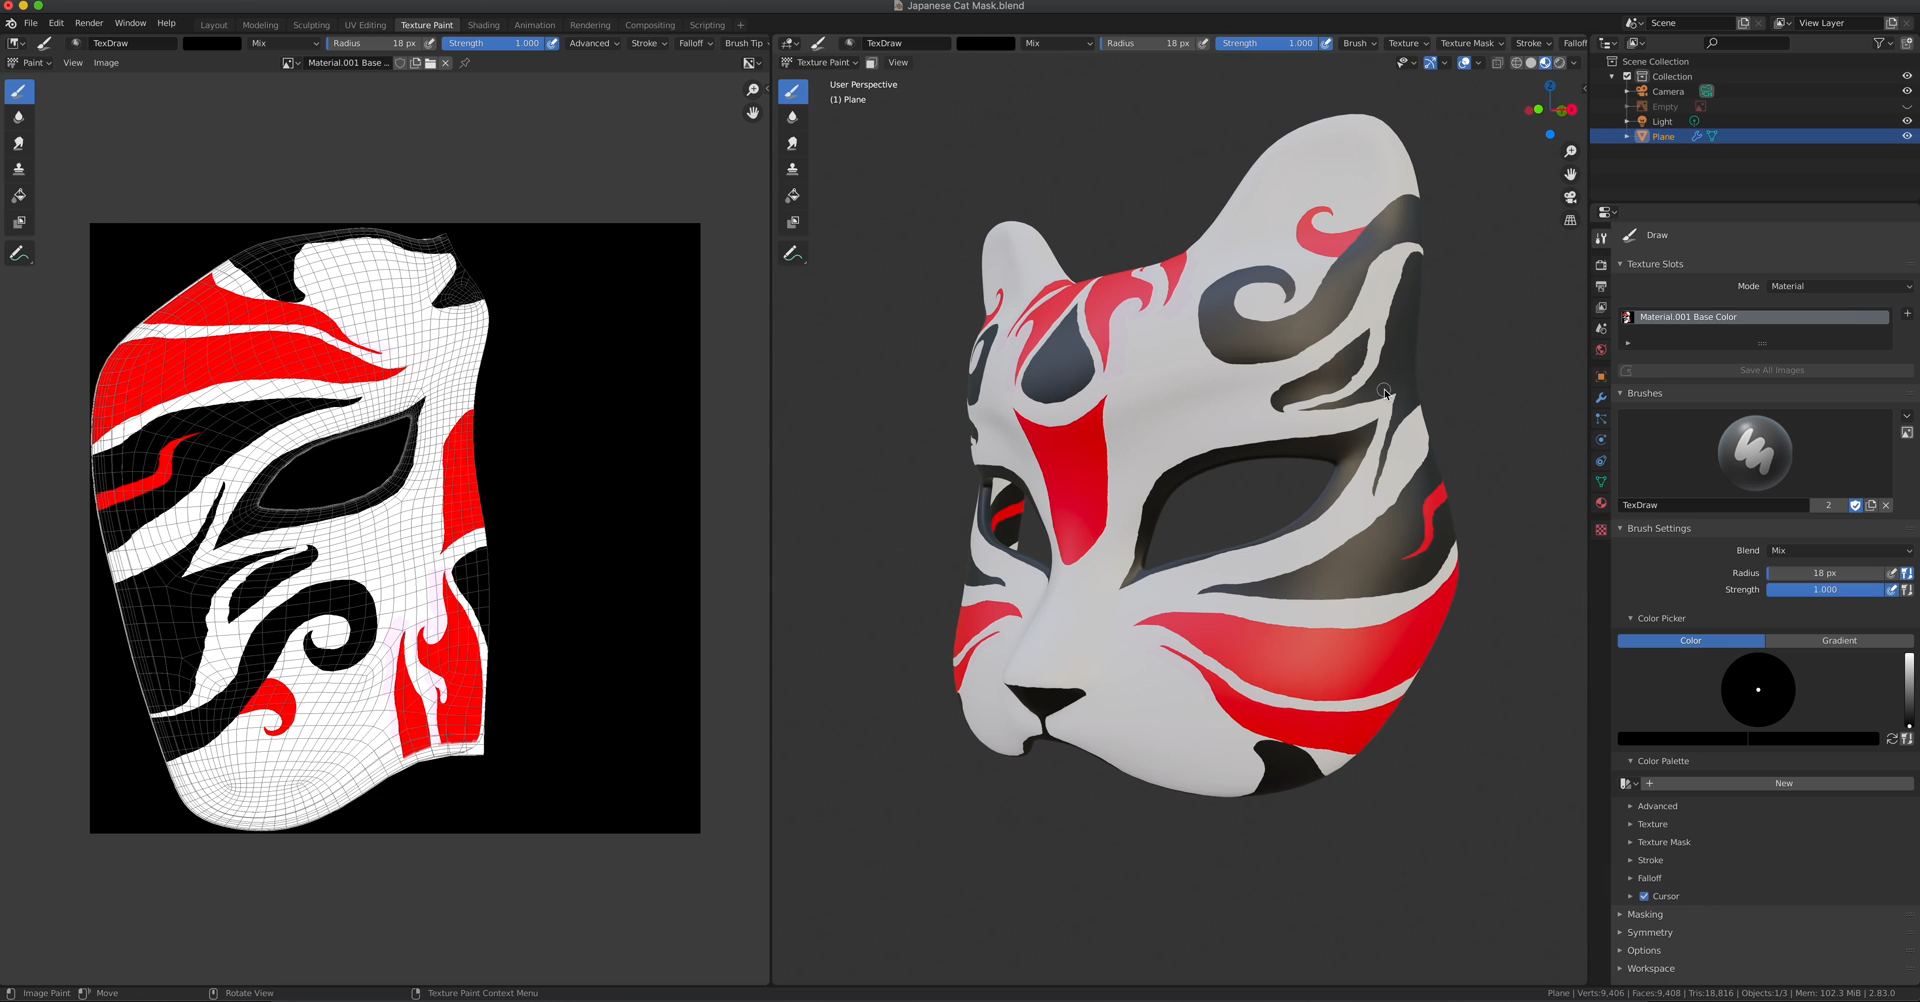 Japanese Cat Mask.blend
File Edit Render Window Help
Layout Modeling Sculpting UV Editing Texture Paint Shading Animation Rendering Compositing Scripting +
Scene
View Layer
TexDraw Mix Radius 18 px Strength 1.000 Advanced Stroke Falloff Brush Tip
TexDraw Mix Radius 18 px Strength 1.000 Brush Texture Texture Mask Stroke Falloff
Paint View Image Material.001 Base ...
Texture Paint View
User Perspective
(1) Plane
Scene Collection
Collection
Camera
Empty
Light
Plane
Draw
Texture Slots
Mode Material
Material.001 Base Color
Save All Images
Brushes
TexDraw 2
Brush Settings
Blend Mix
Radius 18 px
Strength 1.000
Color Picker
Color Gradient
Color Palette
New
Advanced
Texture
Texture Mask
Stroke
Falloff
Cursor
Masking
Symmetry
Options
Workspace
Image Paint Move Rotate View Texture Paint Context Menu
Plane | Verts:9,406 | Faces:9,408 | Tris:18,816 | Objects:1/3 | Mem: 102.3 MiB | 2.83.0